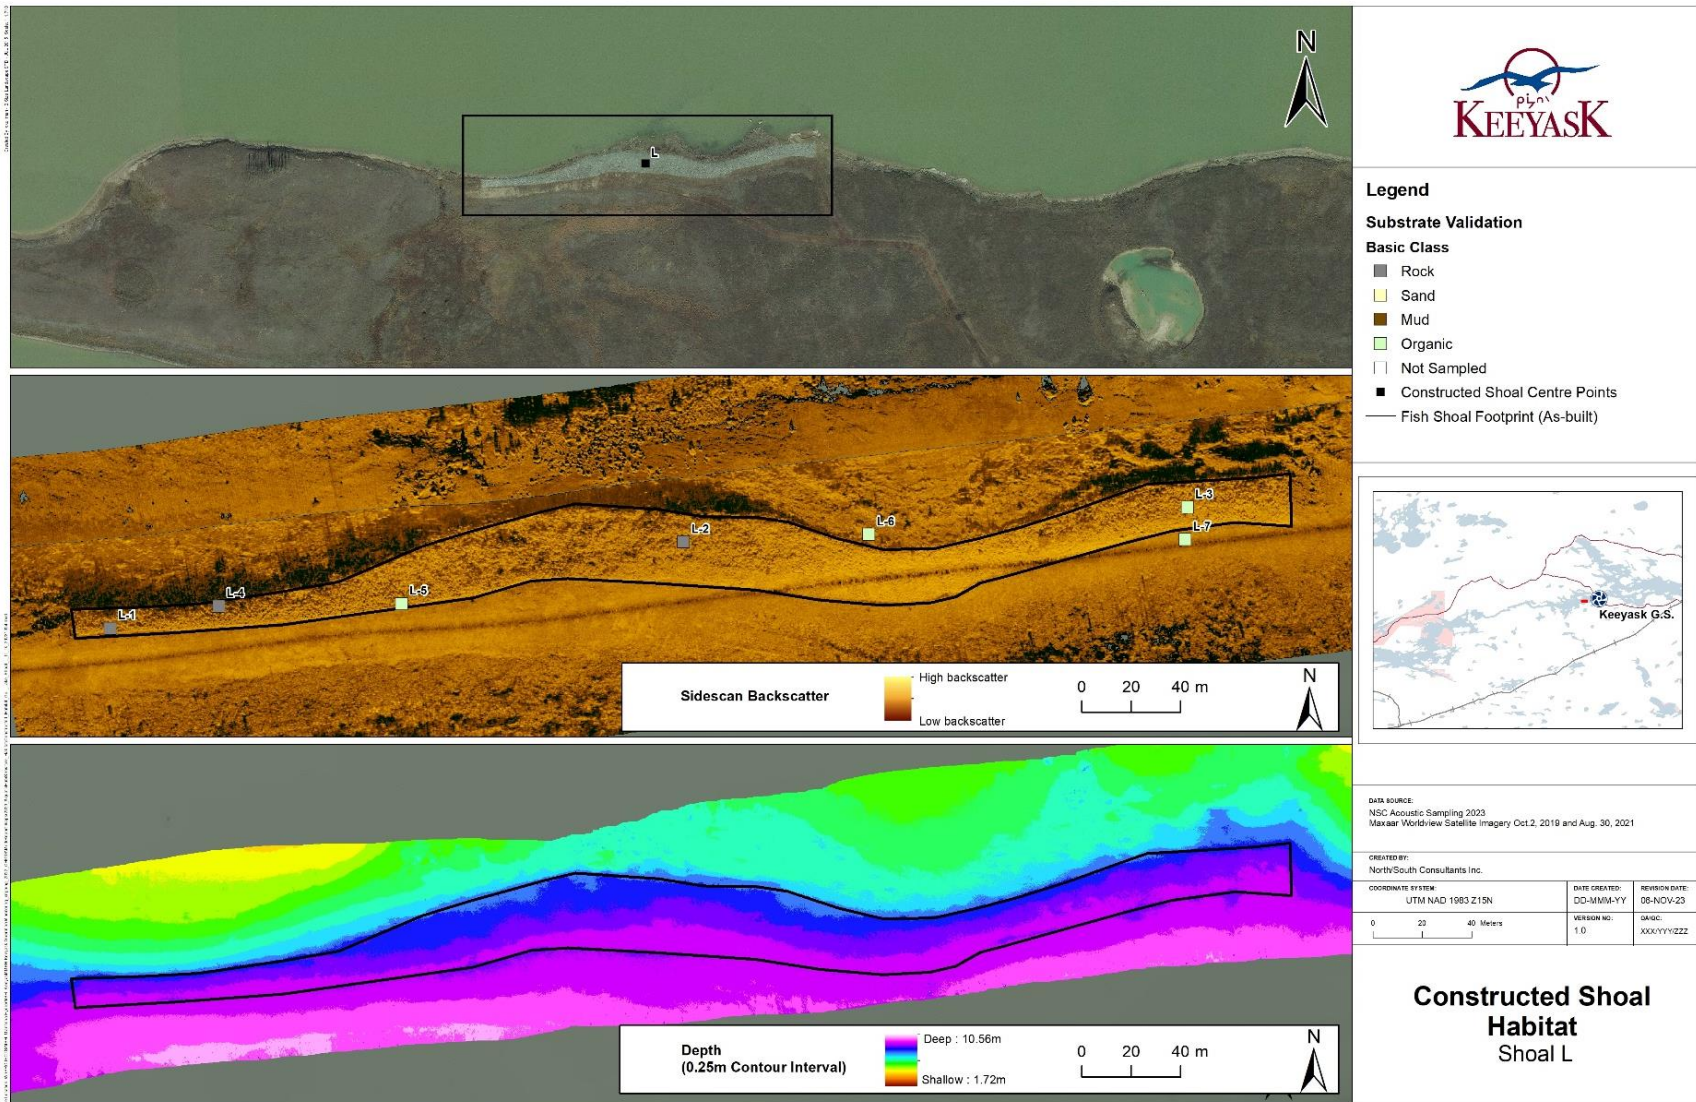 N
L
KEEYASK
Legend
Substrate Validation
Basic Class
Rock
Sand
Mud
Organic
Not Sampled
Constructed Shoal Centre Points
Fish Shoal Footprint (As-built)
L-1
L-4
L-5
L-2
L-6
L-3
L-7
Sidescan Backscatter
High backscatter
Low backscatter
0 20 40 m
N
Keeyask G.S.
Depth
(0.25m Contour Interval)
Deep : 10.56m
Shallow : 1.72m
0 20 40 m
N
DATA SOURCE:
NSC Acoustic Sampling 2023
Maxaar Worldview Satellite Imagery Oct.2, 2019 and Aug. 30, 2021
CREATED BY:
North/South Consultants Inc.
COORDINATE SYSTEM:
UTM NAD 1983 Z15N
DATE CREATED:
DD-MMM-YY
REVISION DATE:
08-NOV-23
0 20 40 Meters
VERSION NO.:
1.0
QA/QC:
XXX/YYY/ZZZ
Constructed Shoal
Habitat
Shoal L